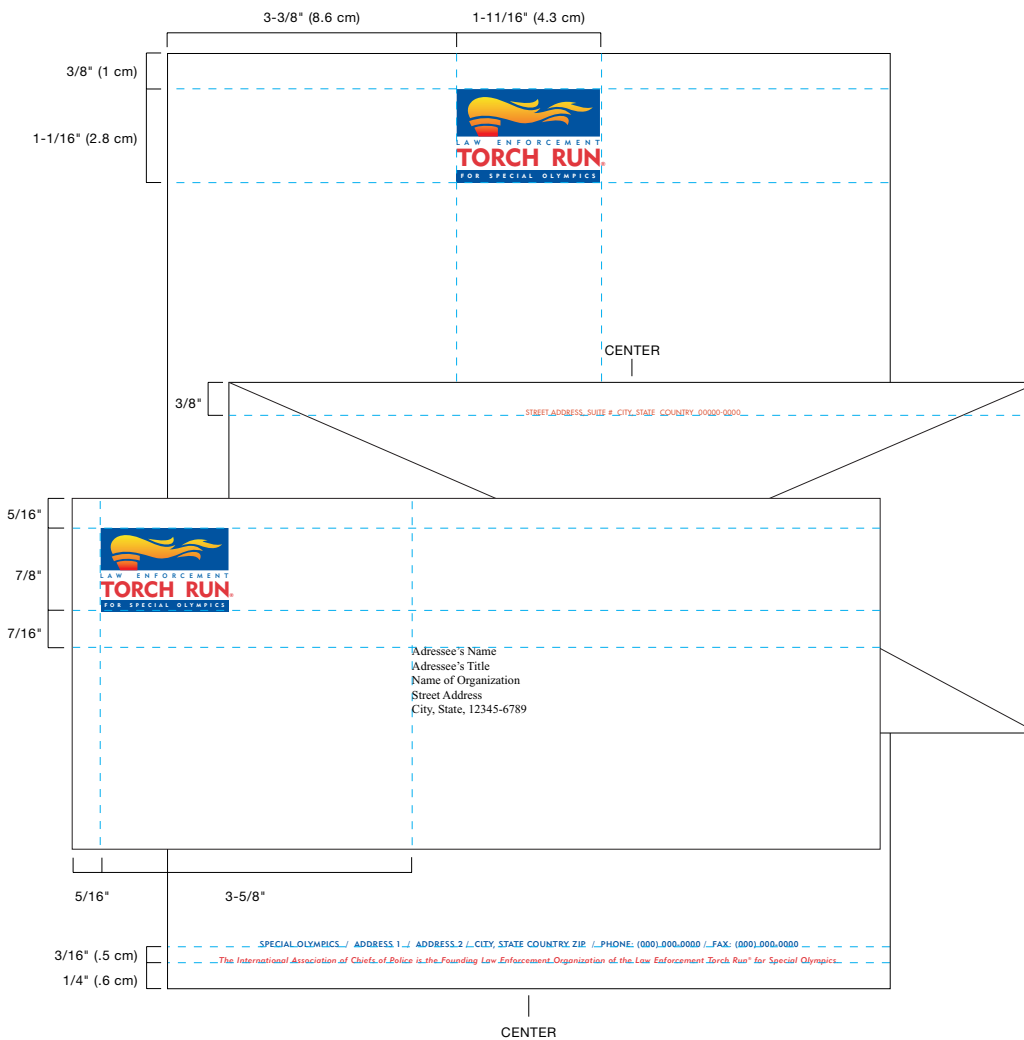 3-3/8" (8.6 cm)
1-11/16" (4.3 cm)
3/8" (1 cm)
1-1/16" (2.8 cm)
LAW ENFORCEMENT
TORCH RUN®
FOR SPECIAL OLYMPICS
CENTER
3/8"
STREET ADDRESS, SUITE #, CITY, STATE COUNTRY 00000-0000
5/16"
7/8"
7/16"
LAW ENFORCEMENT
TORCH RUN®
FOR SPECIAL OLYMPICS
Adressee's Name
Adressee's Title
Name of Organization
Street Address
City, State, 12345-6789
5/16"
3-5/8"
3/16" (.5 cm)
1/4" (.6 cm)
SPECIAL OLYMPICS / ADDRESS 1 / ADDRESS 2 / CITY, STATE COUNTRY ZIP / PHONE: (000) 000-0000 / FAX: (000) 000-0000
The International Association of Chiefs of Police is the Founding Law Enforcement Organization of the Law Enforcement Torch Run® for Special Olympics
CENTER